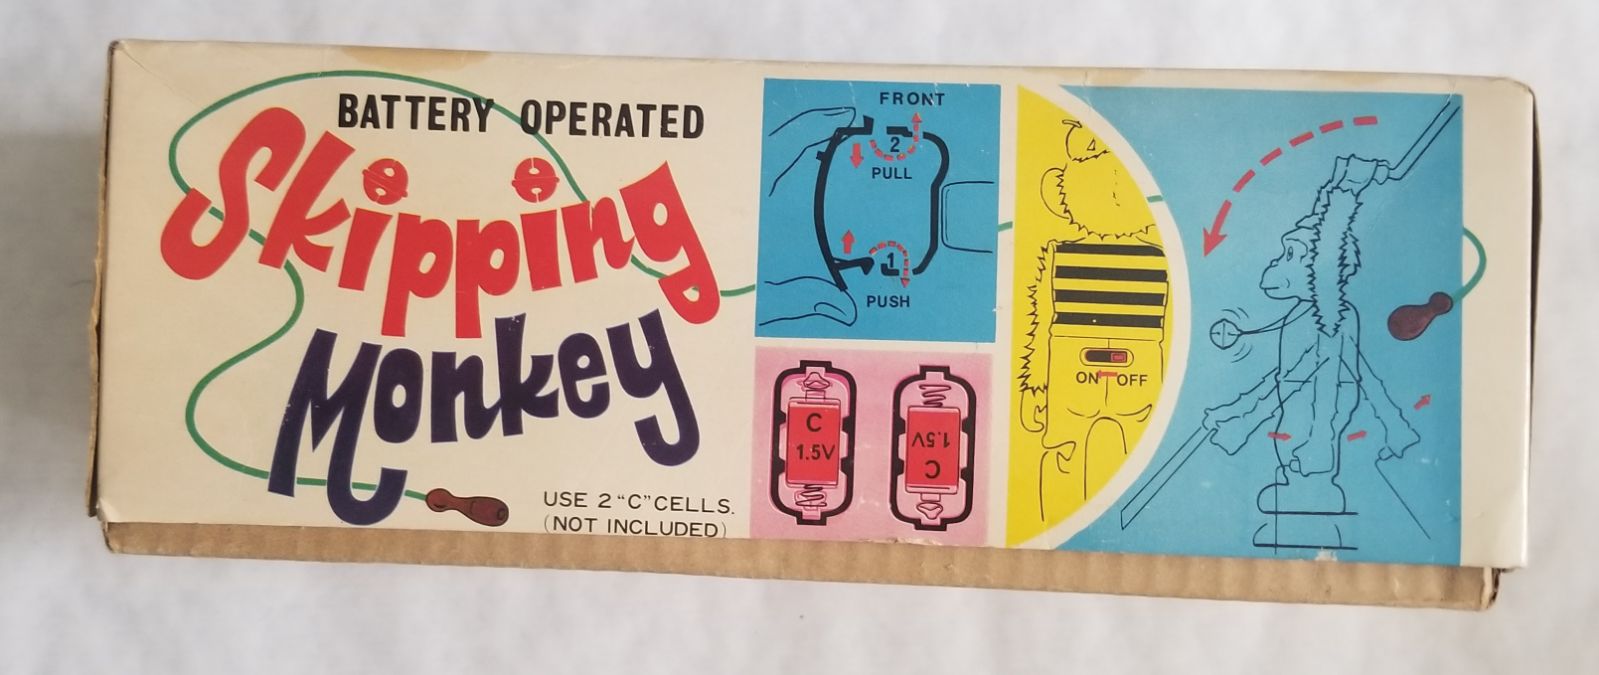 BATTERY OPERATED
Skipping
Monkey
USE 2 "C" CELLS.
(NOT INCLUDED)
FRONT
2
PULL
1
PUSH
C
1.5V
C
1.5V
ON OFF